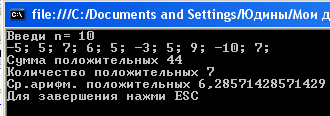 file:///C:/Documents and Settings/Юдины/Мои д
Введи n= 10
-5; 5; 7; 6; 5; -3; 5; 9; -10; 7;
Сумма положительных 44
Количество положительных 7
Ср.арифм. положительных 6,28571428571429
Для завершения нажми ESC